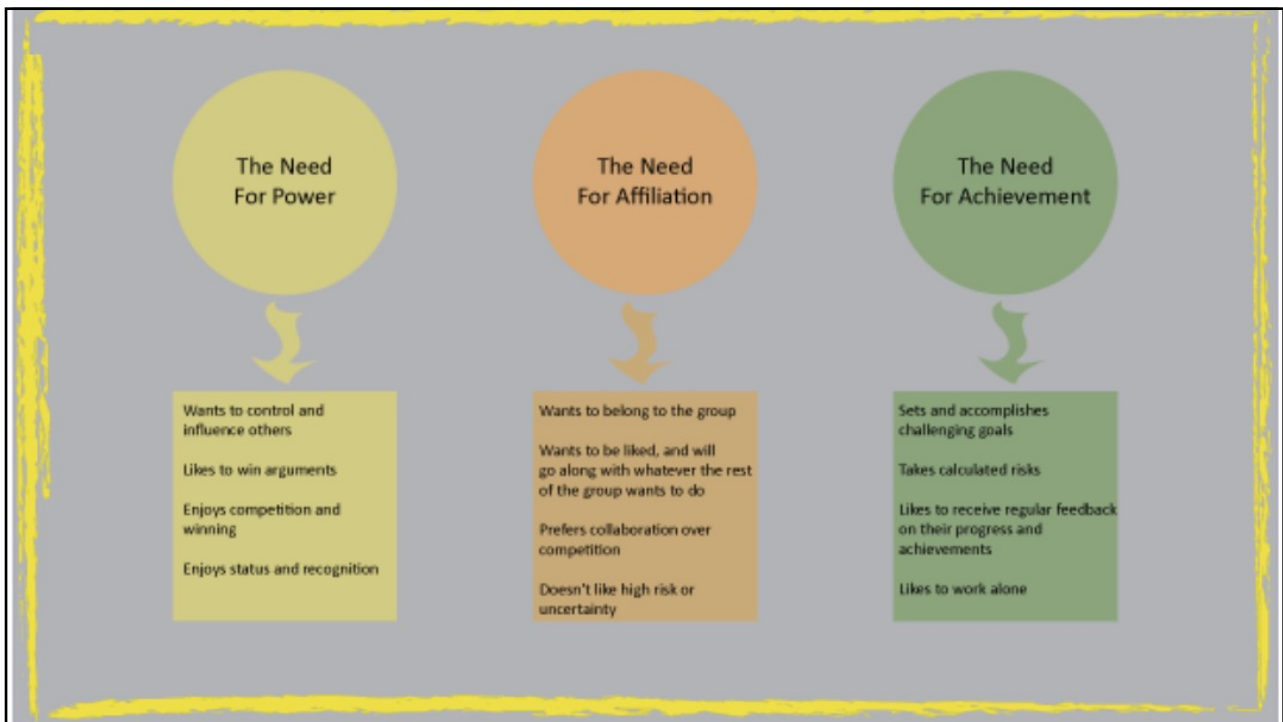 The Need
For Power
Wants to control and
influence others
Likes to win arguments
Enjoys competition and
winning
Enjoys status and recognition
The Need
For Affiliation
Wants to belong to the group
Wants to be liked, and will
go along with whatever the rest
of the group wants to do
Prefers collaboration over
competition
Doesn't like high risk or
uncertainty
The Need
For Achievement
Sets and accomplishes
challenging goals
Takes calculated risks
Likes to receive regular feedback
on their progress and
achievements
Likes to work alone